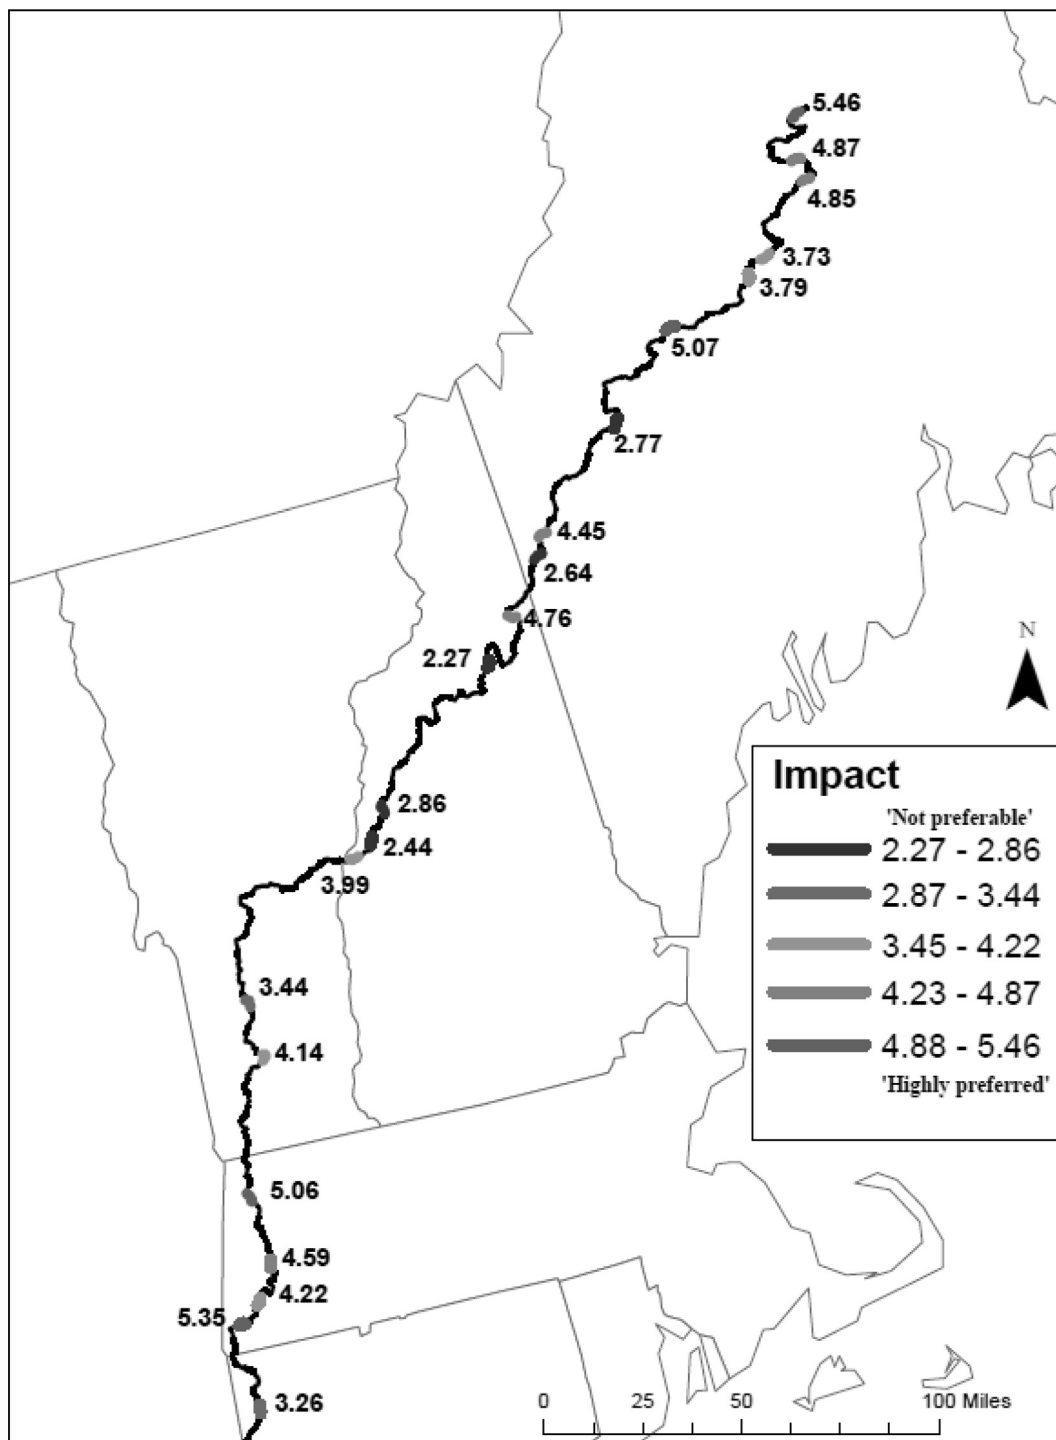 5.46
4.87
4.85
3.73
3.79
5.07
2.77
4.45
2.64
4.76
2.27
N
2.86
2.44
3.99
Impact
'Not preferable'
2.27 - 2.86
2.87 - 3.44
3.45 - 4.22
4.23 - 4.87
4.88 - 5.46
'Highly preferred'
3.44
4.14
5.06
4.59
4.22
5.35
3.26
0 25 50 100 Miles